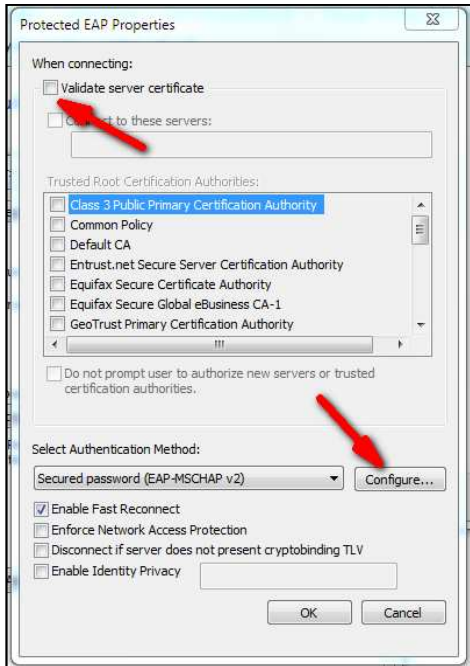 Protected EAP Properties
When connecting:
Validate server certificate
to these servers:
Trusted Root Certification Authorities:
Class 3 Public Primary Certification Authority
Common Policy
Default CA
Entrust.net Secure Server Certification Authority
Equifax Secure Certificate Authority
Equifax Secure Global eBusiness CA-1
GeoTrust Primary Certification Authority
Do not prompt user to authorize new servers or trusted
certification authorities.
Select Authentication Method:
Secured password (EAP-MSCHAP v2)
Configure...
Enable Fast Reconnect
Enforce Network Access Protection
Disconnect if server does not present cryptobinding TLV
Enable Identity Privacy
OK
Cancel